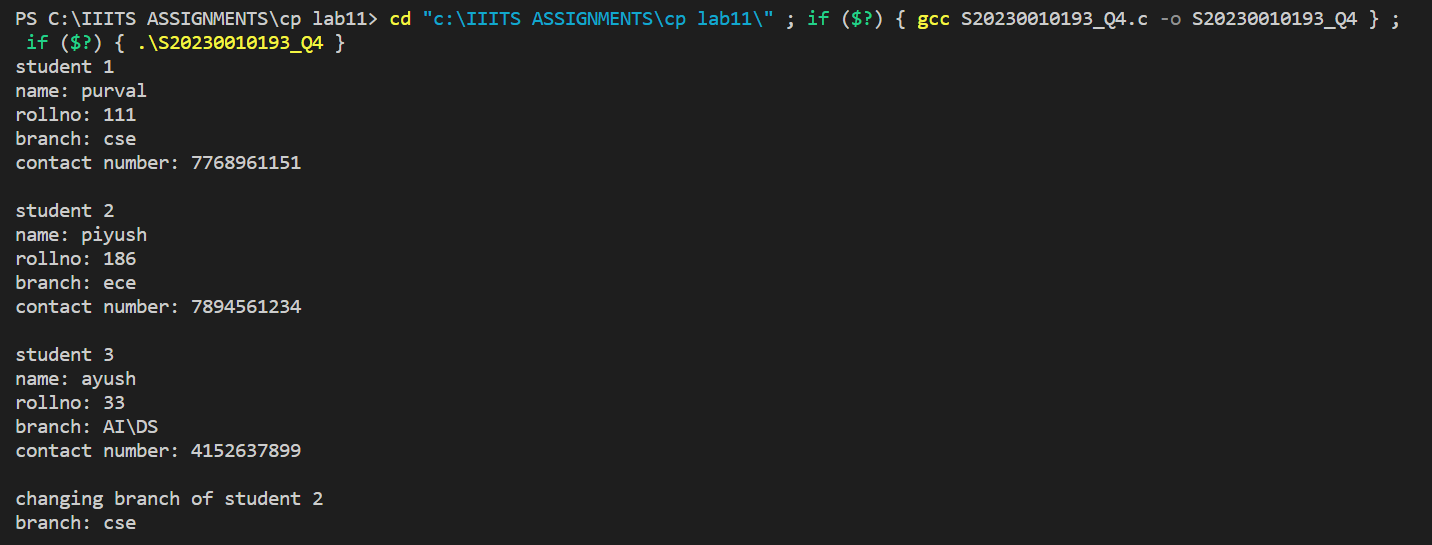 PS C:\IIITS ASSIGNMENTS\cp lab11> cd "c:\IIITS ASSIGNMENTS\cp lab11\" ; if ($?) { gcc S20230010193_Q4.c -o S20230010193_Q4 } ;
if ($?) { .\S20230010193_Q4 }
student 1
name: purval
rollno: 111
branch: cse
contact number: 7768961151
student 2
name: piyush
rollno: 186
branch: ece
contact number: 7894561234
student 3
name: ayush
rollno: 33
branch: AI\DS
contact number: 4152637899
changing branch of student 2
branch: cse